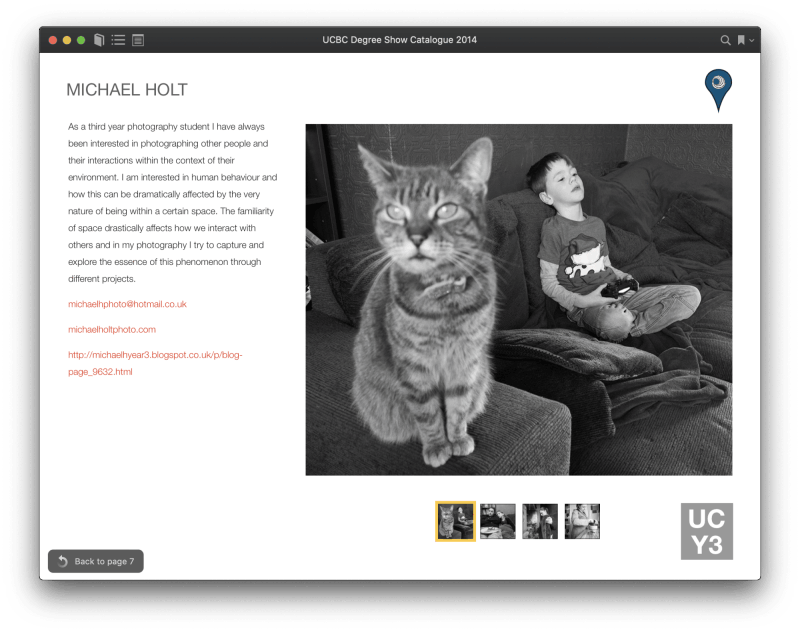 UCBC Degree Show Catalogue 2014
MICHAEL HOLT
As a third year photography student I have always
been interested in photographing other people and
their interactions within the context of their
environment. I am interested in human behaviour and
how this can be dramatically affected by the very
nature of being within a certain space. The familiarity
of space drastically affects how we interact with
others and in my photography I try to capture and
explore the essence of this phenomenon through
different projects.
michaelhphoto@hotmail.co.uk
michaelholtphoto.com
http://michaelhyear3.blogspot.co.uk/p/blog-
page_9632.html
UC
Y3
Back to page 7